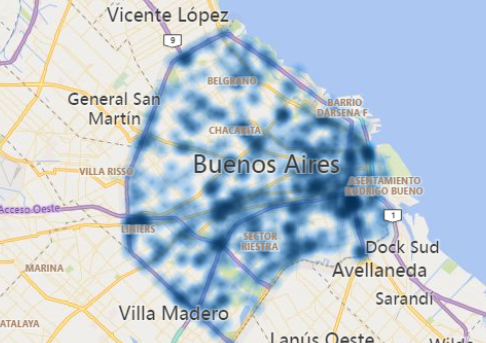 Vicente López
9
BELGRANO
General San
Martín
BARRIO
DARSENA F
CHACARITA
Buenos Aires
VILLA RISSO
ASENTAMIENTO
RODRIGO BUENO
Acceso Oeste
1
LINIERS
SECTOR
RIESTRA
Dock Sud
MARINA
Avellaneda
Sarandí
Villa Madero
ATALAYA
Lanús Oeste
Wilde